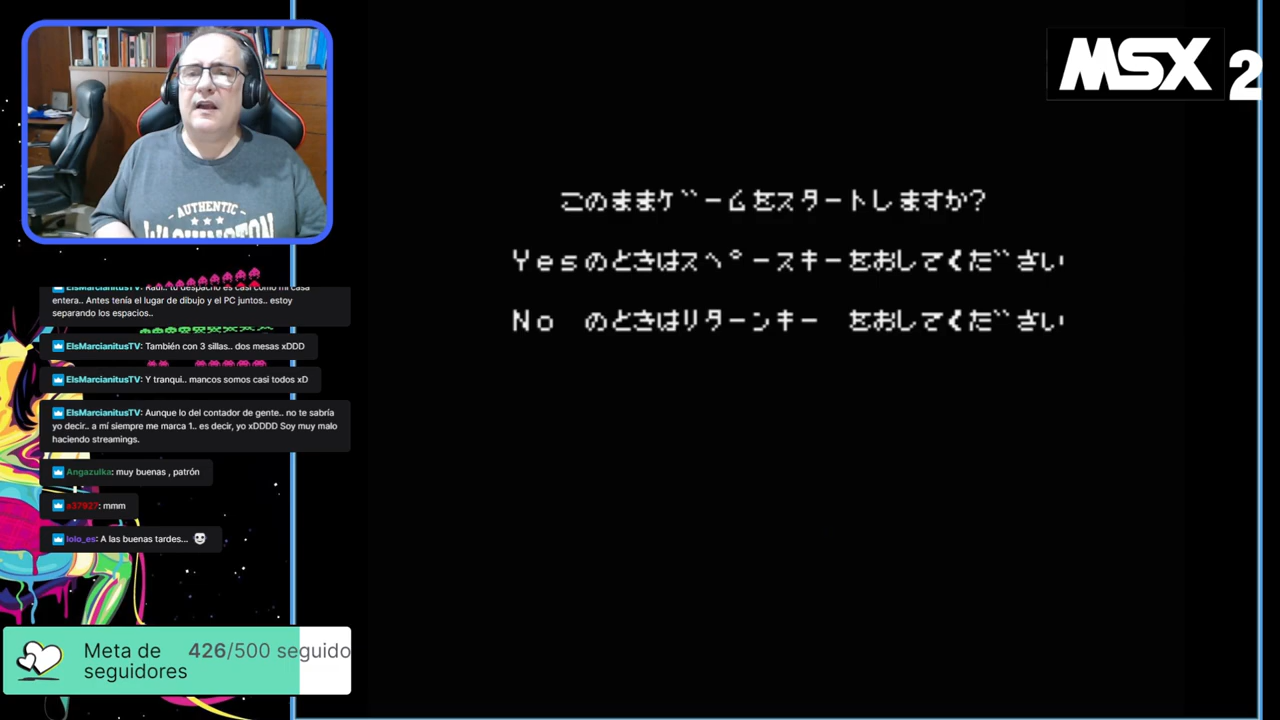 MSX 2
このままゲームをスタートしますか?
Yesのときはスペースキーをおしてください
No のときはリターンキー をおしてください
AUTHENTIC
WASHINGTON
ElsMarcianitusTV: Raul.. tu despacho es casi como mi casa
entera.. Antes tenía el lugar de dibujo y el PC juntos.. estoy
separando los espacios..
ElsMarcianitusTV: También con 3 sillas.. dos mesas xDDD
ElsMarcianitusTV: Y tranqui.. mancos somos casi todos xD
ElsMarcianitusTV: Aunque lo del contador de gente.. no te sabría
yo decir.. a mí siempre me marca 1.. es decir, yo xDDDD Soy muy malo
haciendo streamings.
Angazulka: muy buenas , patrón
a37927: mmm
lolo_es: A las buenas tardes...
Meta de
seguidores
426/500 seguido